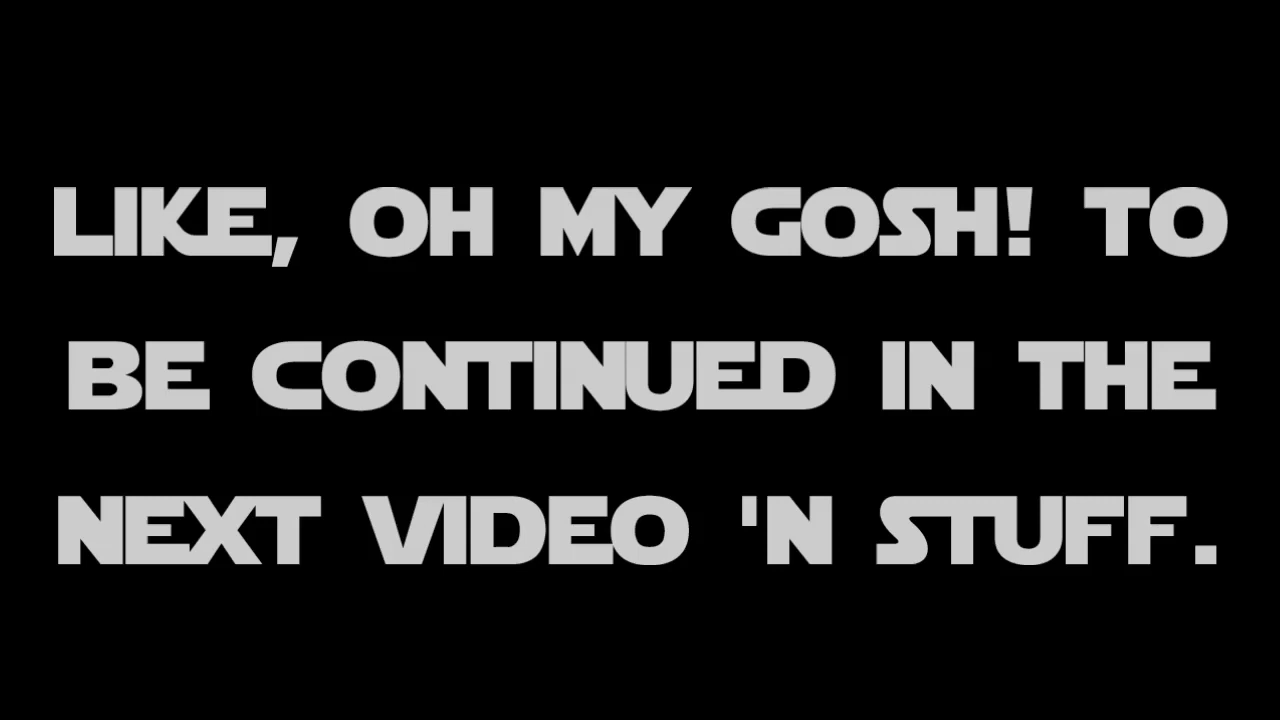 LIKE, OH MY GOSH! TO
BE CONTINUED IN THE
NEXT VIDEO 'N STUFF.